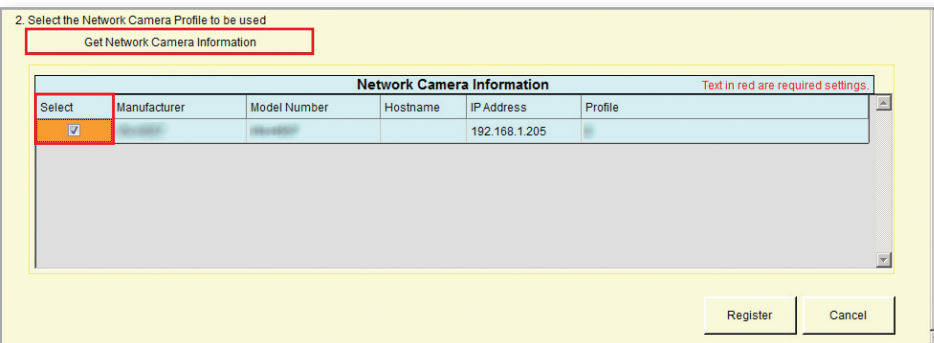 2. Select the Network Camera Profile to be used
Get Network Camera Information
Network Camera Information Text in red are required settings.
Select Manufacturer Model Number Hostname IP Address Profile
192.168.1.205
Register Cancel